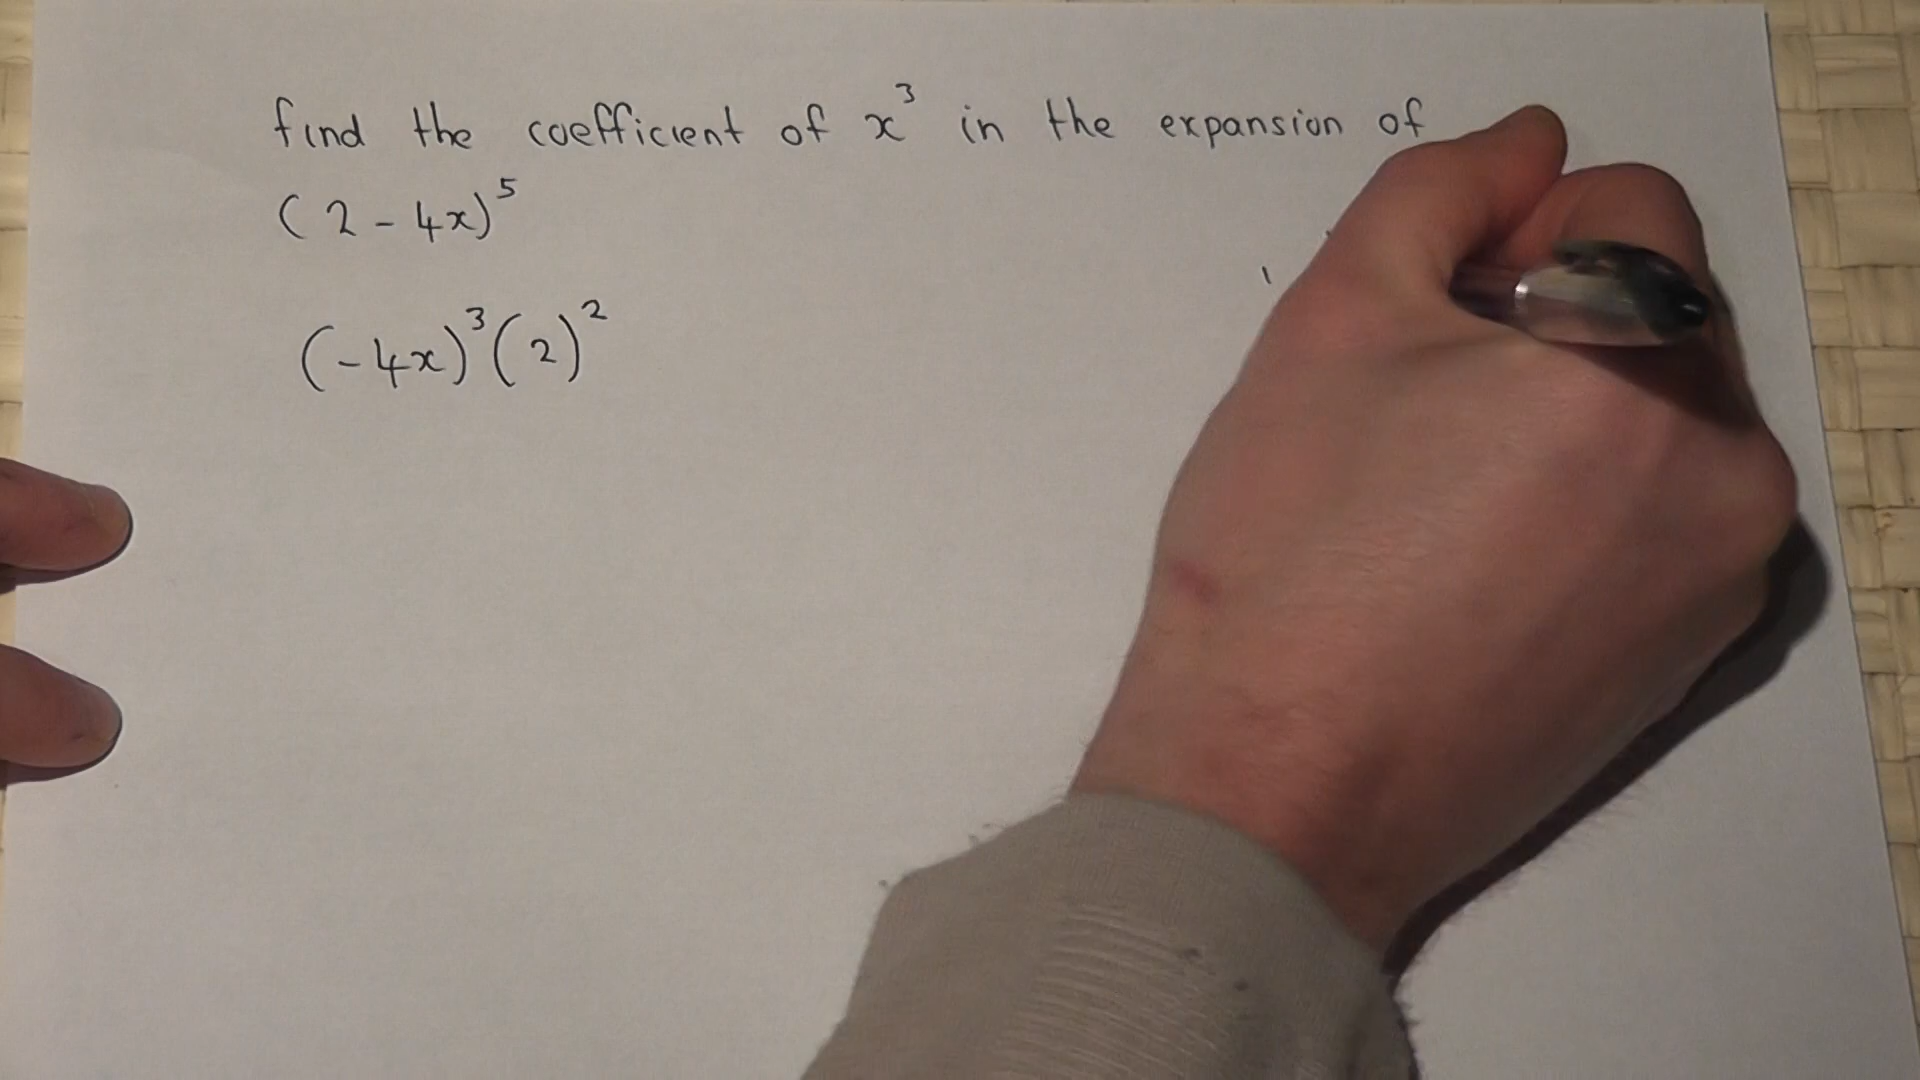 find the coefficient of x³ in the expansion of
(2 - 4x)⁵
(-4x)³(2)²